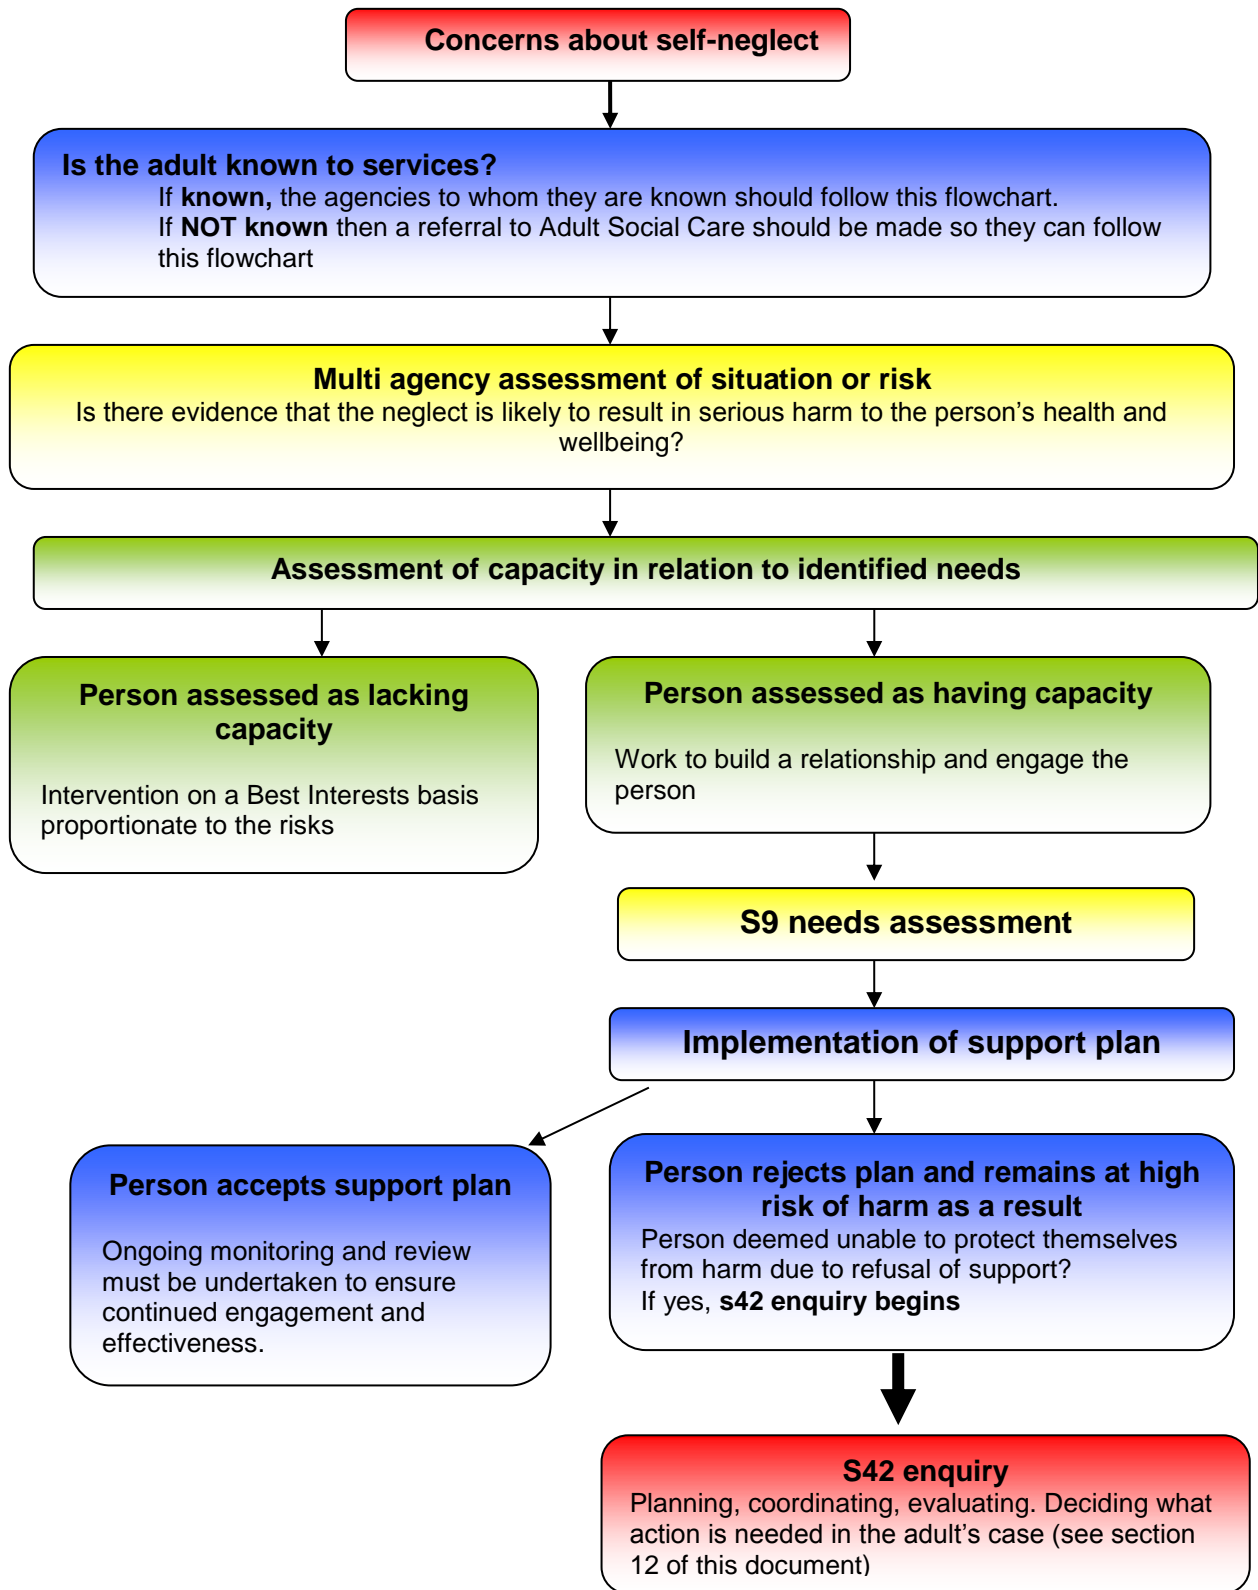 Concerns about self-neglect
Is the adult known to services?
If known, the agencies to whom they are known should follow this flowchart.
If NOT known then a referral to Adult Social Care should be made so they can follow
this flowchart
Multi agency assessment of situation or risk
Is there evidence that the neglect is likely to result in serious harm to the person’s health and
wellbeing?
Assessment of capacity in relation to identified needs
Person assessed as lacking
capacity
Intervention on a Best Interests basis
proportionate to the risks
Person assessed as having capacity
Work to build a relationship and engage the
person
S9 needs assessment
Implementation of support plan
Person accepts support plan
Ongoing monitoring and review
must be undertaken to ensure
continued engagement and
effectiveness.
Person rejects plan and remains at high
risk of harm as a result
Person deemed unable to protect themselves
from harm due to refusal of support?
If yes, s42 enquiry begins
S42 enquiry
Planning, coordinating, evaluating. Deciding what
action is needed in the adult’s case (see section
12 of this document)